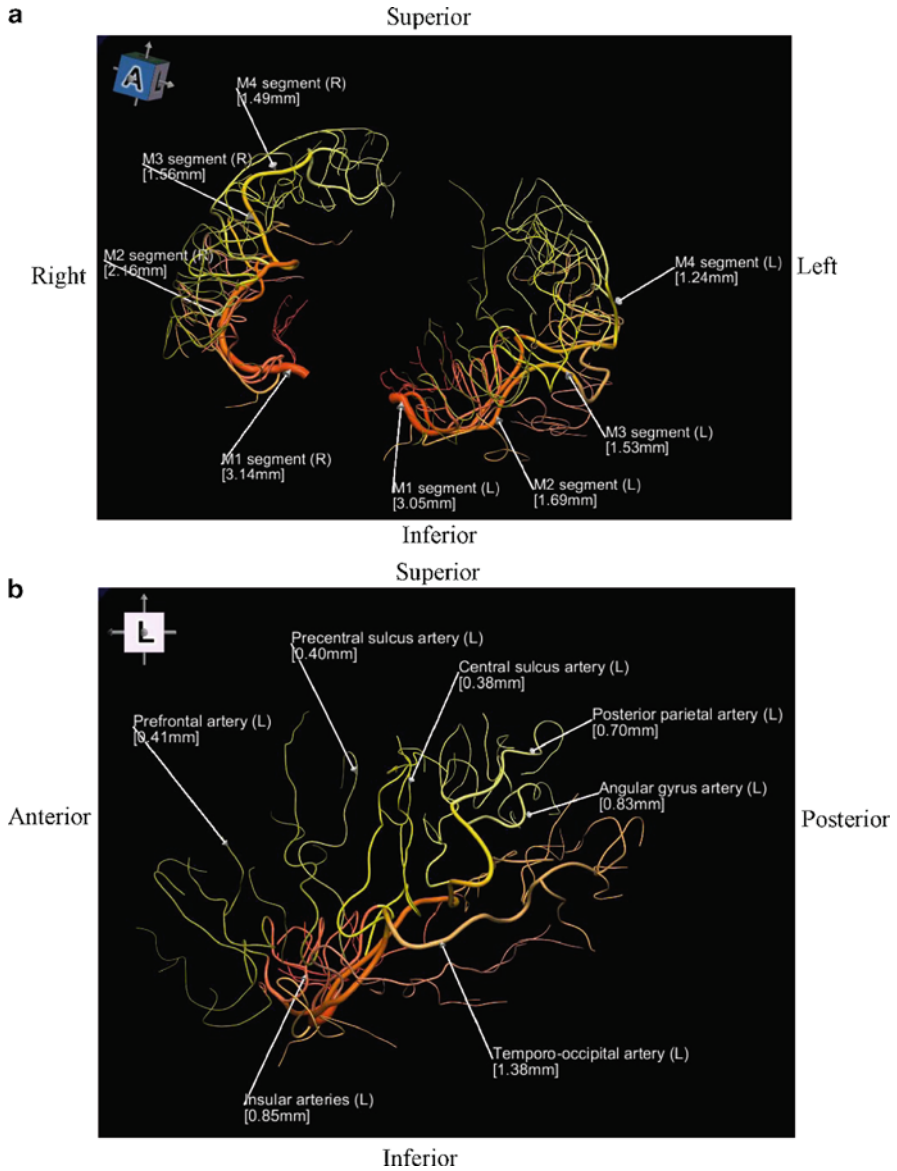 a
Superior
A
L
M4 segment (R)
[1.49mm]
M3 segment (R)
[1.56mm]
M2 segment (R)
[2.16mm]
Right
Left
M4 segment (L)
[1.24mm]
M3 segment (L)
[1.53mm]
M1 segment (R)
[3.14mm]
M2 segment (L)
[1.69mm]
M1 segment (L)
[3.05mm]
Inferior
b
Superior
L
Precentral sulcus artery (L)
[0.40mm]
Central sulcus artery (L)
[0.38mm]
Prefrontal artery (L)
[0.41mm]
Posterior parietal artery (L)
[0.70mm]
Angular gyrus artery (L)
[0.83mm]
Anterior
Posterior
Temporo-occipital artery (L)
[1.38mm]
Insular arteries (L)
[0.85mm]
Inferior